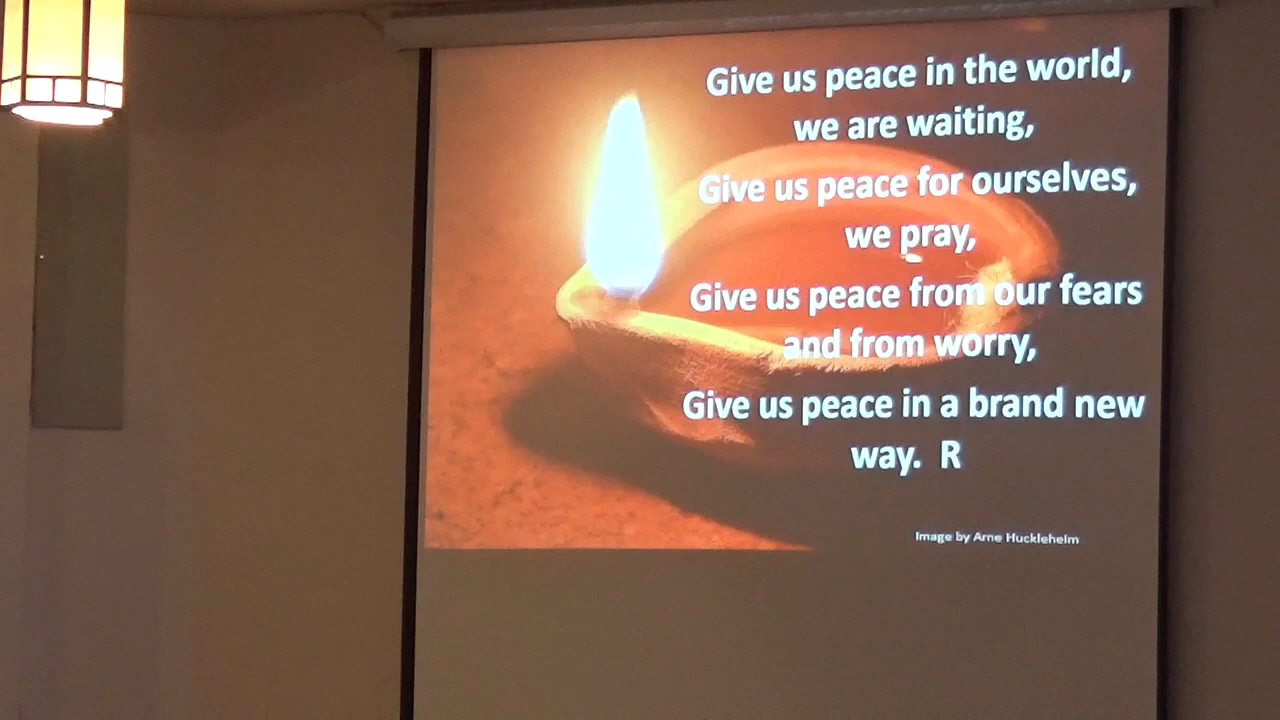 Give us peace in the world,
we are waiting,
Give us peace for ourselves,
we pray,
Give us peace from our fears
and from worry,
Give us peace in a brand new
way. R
Image by Arne Huckleheim